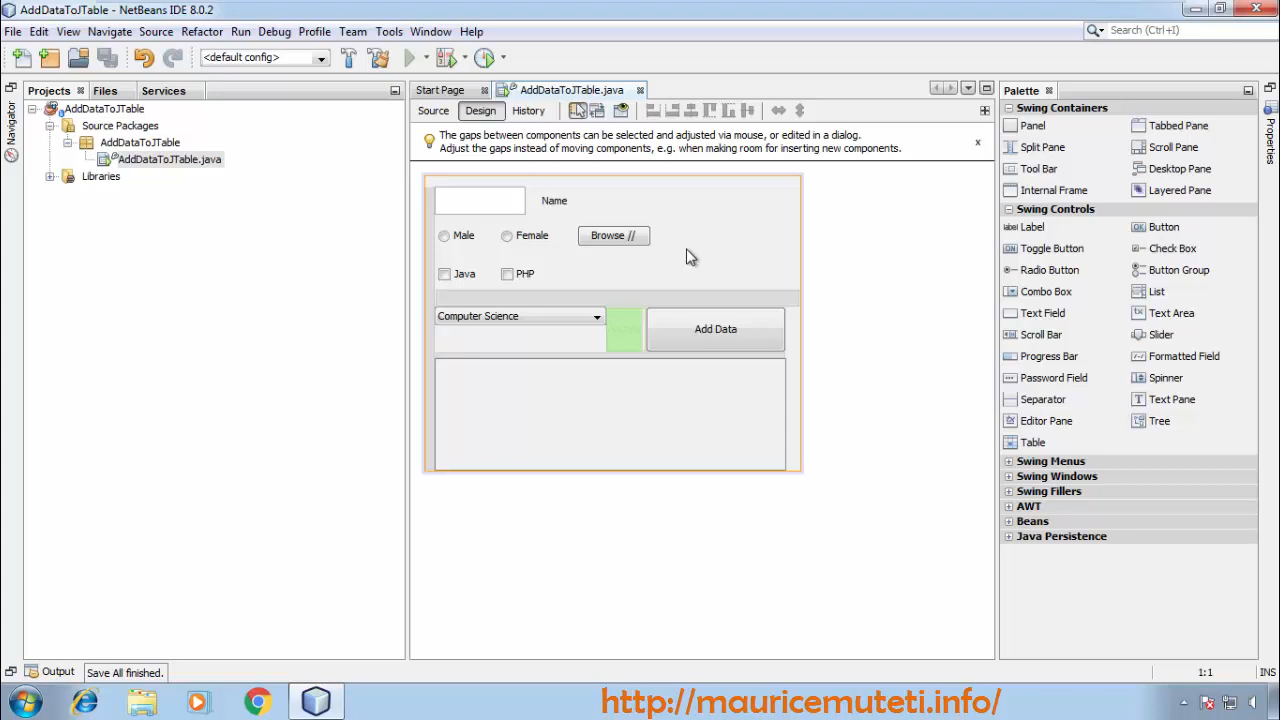 AddDataToJTable - NetBeans IDE 8.0.2
File Edit View Navigate Source Refactor Run Debug Profile Team Tools Window Help
Search (Ctrl+I)
<default config>
Projects Files Services
Navigator
AddDataToJTable
Source Packages
AddDataToJTable
AddDataToJTable.java
Libraries
Start Page AddDataToJTable.java
Source Design History
The gaps between components can be selected and adjusted via mouse, or edited in a dialog.
Adjust the gaps instead of moving components, e.g. when making room for inserting new components.
x
Name
Male Female Browse //
Java PHP
Computer Science
Add Data
Palette
Swing Containers
Panel Tabbed Pane
Split Pane Scroll Pane
Tool Bar Desktop Pane
Internal Frame Layered Pane
Swing Controls
label Label OK Button
ON Toggle Button Check Box
Radio Button Button Group
Combo Box List
Text Field Text Area
Scroll Bar Slider
Progress Bar Formatted Field
Password Field Spinner
Separator T Text Pane
Editor Pane Tree
Table
Swing Menus
Swing Windows
Swing Fillers
AWT
Beans
Java Persistence
Properties
Output Save All finished.
1:1 INS
http://mauricemuteti.info/